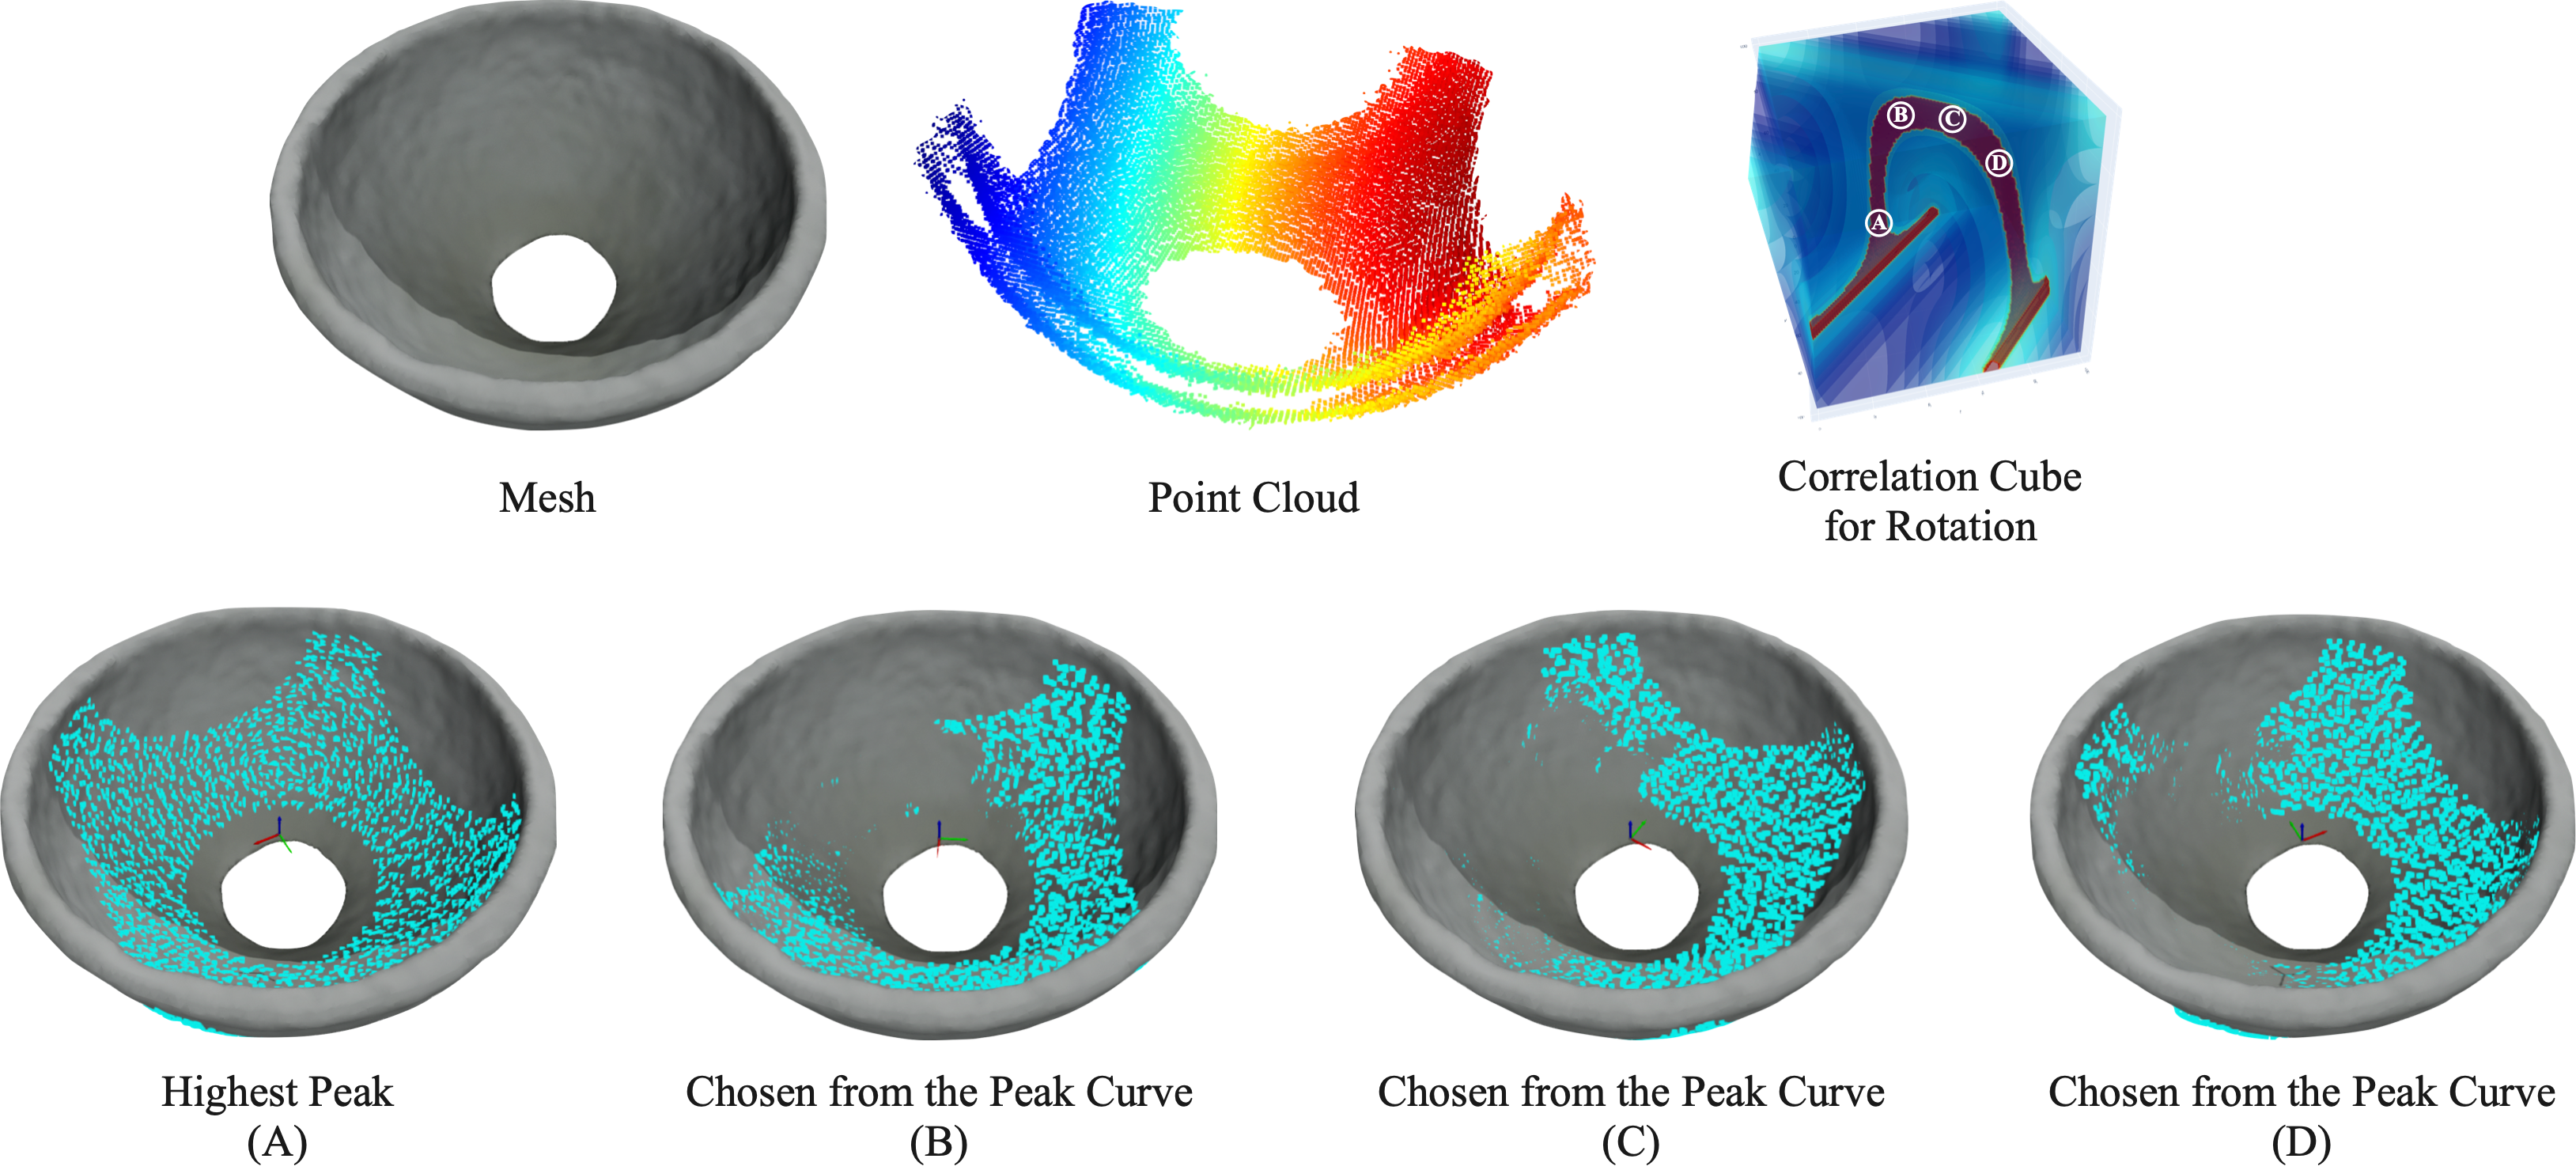 B
C
D
A
Mesh
Point Cloud
Correlation Cube
for Rotation
Highest Peak
(A)
Chosen from the Peak Curve
(B)
Chosen from the Peak Curve
(C)
Chosen from the Peak Curve
(D)